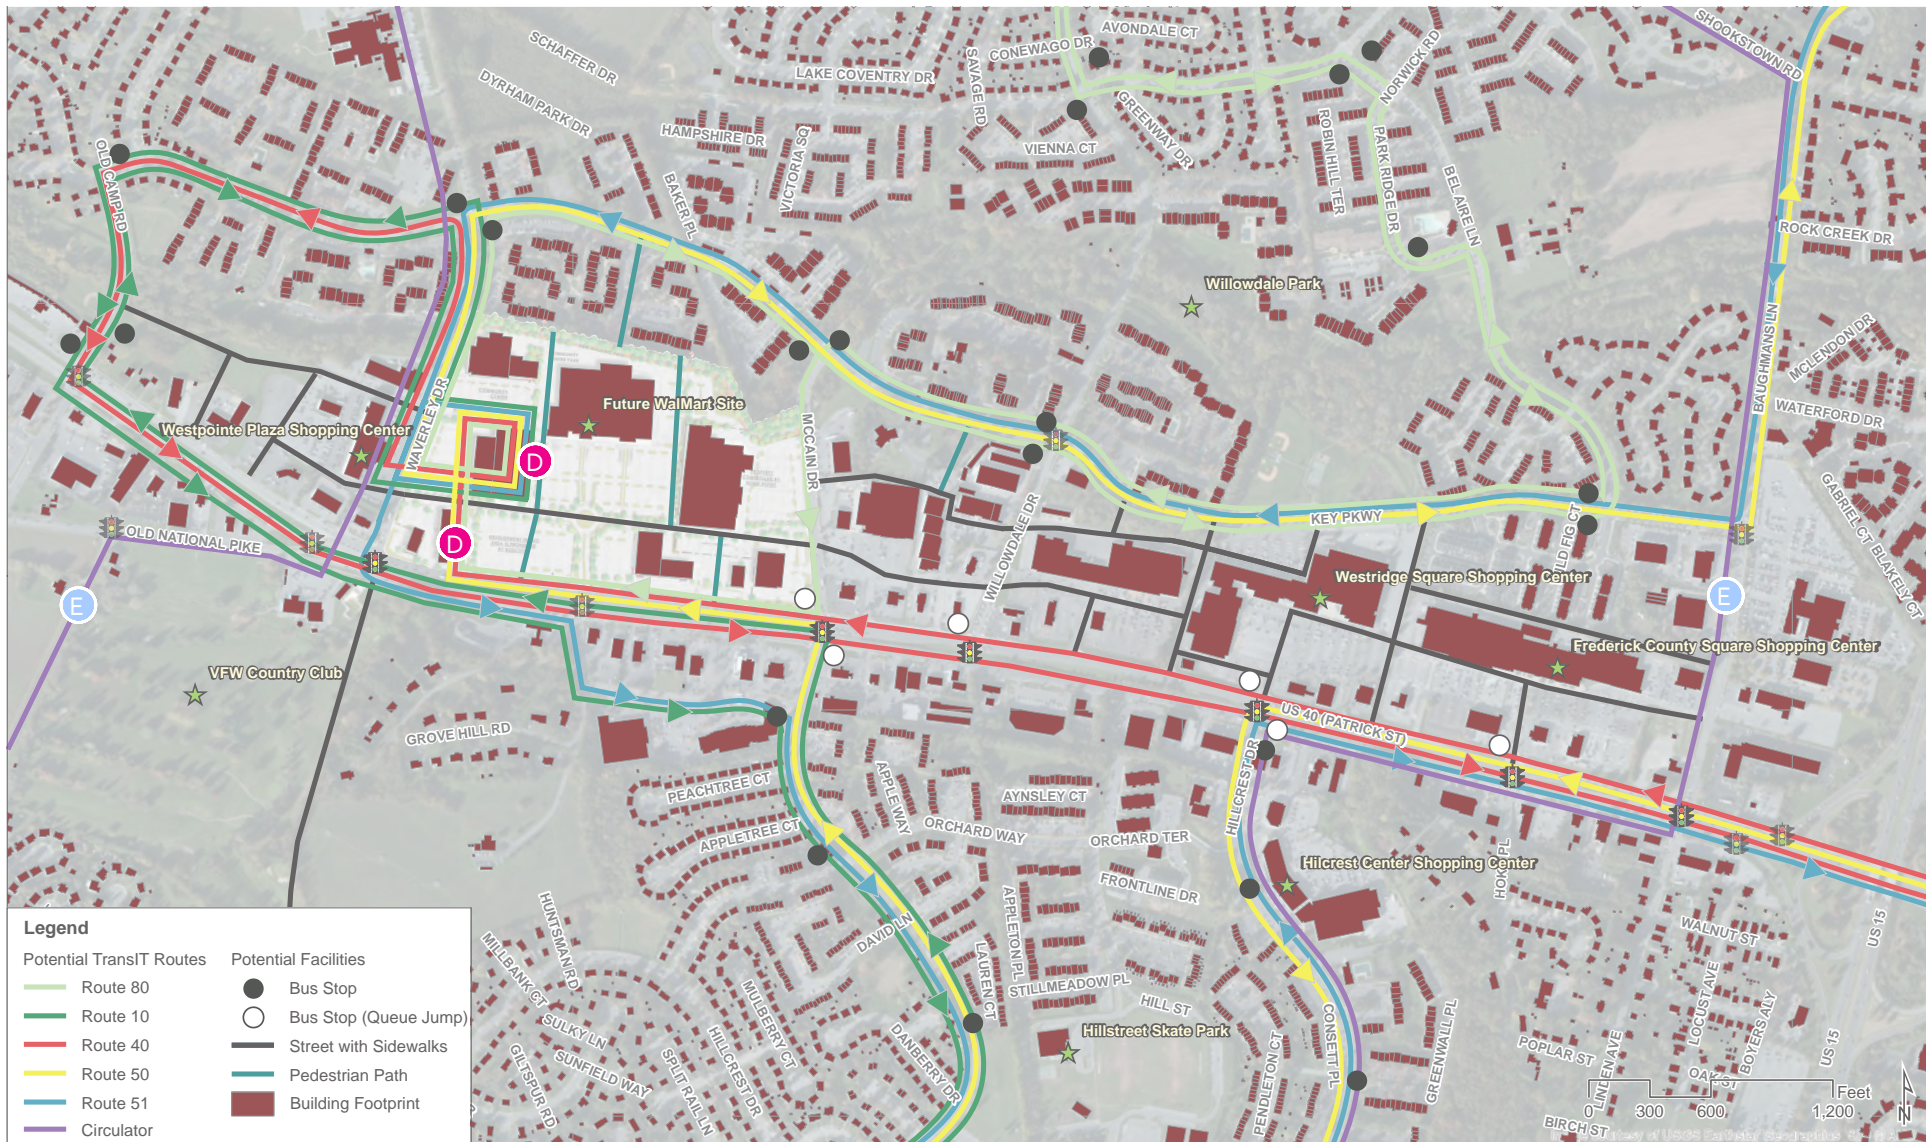 SHOOKSTOWN RD
AVONDALE CT
CONEWAGO DR
SCHAFFER DR
LAKE COVENTRY DR
SAVAGE RD
NORWICK RD
DYRHAM PARK DR
GREENWAY DR
HAMPSHIRE DR
VICTORIA SQ
VIENNA CT
ROBIN HILL TER
PARK RIDGE DR
BEL AIRE LN
OLD CAMP RD
BAKER PL
ROCK CREEK DR
Willowdale Park
BAUGHMANS LN
MCLENDON DR
WATERFORD DR
Future WalMart Site
WAVERLEY DR
Westpointe Plaza Shopping Center
MCCAIN DR
D
GABRIEL CT
WILLOWDALE DR
KEY PKWY
WILD FIG CT
OLD NATIONAL PIKE
D
BLAKELY CT
Westridge Square Shopping Center
E
E
Frederick County Square Shopping Center
VFW Country Club
GROVE HILL RD
US 40 (PATRICK ST)
HILLCREST DR
PEACHTREE CT
APPLE WAY
AYNSLEY CT
APPLETREE CT
ORCHARD WAY
ORCHARD TER
HOKE PL
Hilcrest Center Shopping Center
FRONTLINE DR
APPLETON PL
DAVID LN
LAUREN CT
HUNTSMAN RD
MILLBANK CT
WALNUT ST
US 15
STILLMEADOW PL
HILL ST
MULBERRY CT
CONSETT PL
GREENWALL PL
LOCUST AVE
BOYERS ALY
SULKY LN
SUNFIELD WAY
GILTSPUR RD
SPLIT RAIL LN
HILLCREST DR
DANBERRY DR
Hillstreet Skate Park
PENDLETON CT
POPLAR ST
LINDEN AVE
OAK ST
US 15
BIRCH ST
Legend
Potential TransIT Routes
Route 80
Route 10
Route 40
Route 50
Route 51
Circulator
Potential Facilities
Bus Stop
Bus Stop (Queue Jump)
Street with Sidewalks
Pedestrian Path
Building Footprint
Feet
0 300 600 1,200
N